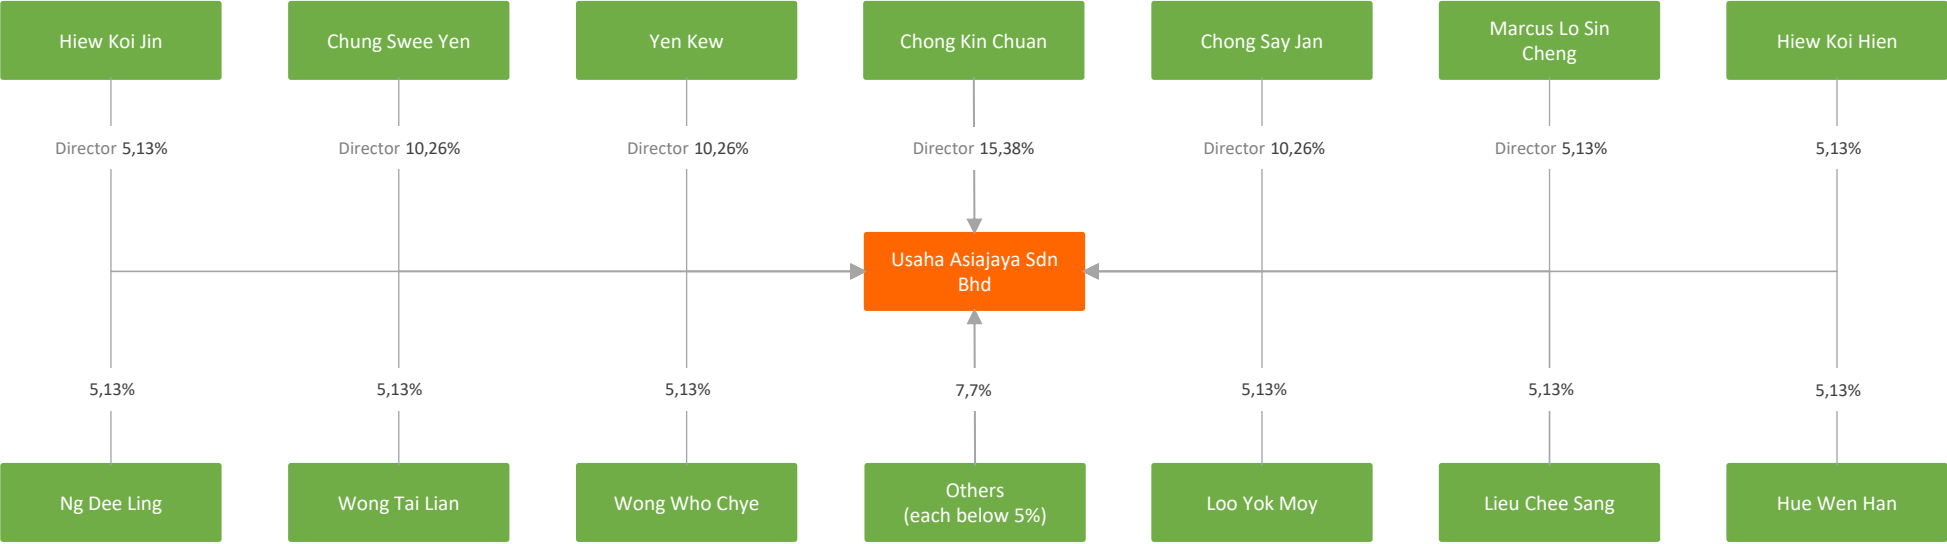 Hiew Koi Jin
Chung Swee Yen
Yen Kew
Chong Kin Chuan
Chong Say Jan
Marcus Lo Sin
Cheng
Hiew Koi Hien
Director 5,13%
Director 10,26%
Director 10,26%
Director 15,38%
Director 10,26%
Director 5,13%
5,13%
Usaha Asiajaya Sdn
Bhd
5,13%
5,13%
5,13%
7,7%
5,13%
5,13%
5,13%
Ng Dee Ling
Wong Tai Lian
Wong Who Chye
Others
(each below 5%)
Loo Yok Moy
Lieu Chee Sang
Hue Wen Han